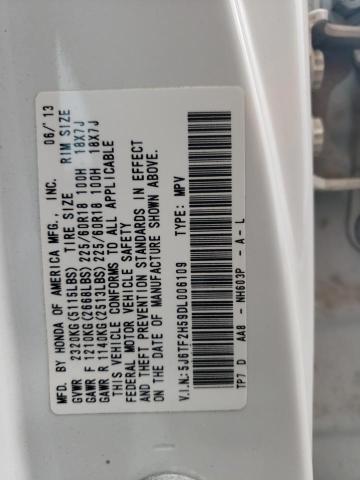 MFD. BY HONDA OF AMERICA MFG., INC. 06/'13
GVWR 2320KG(5115LBS) TIRE SIZE RIM SIZE
GAWR F 1210KG(2668LBS) 225/60R18 100H 18X7J
GAWR R 1140KG(2513LBS) 225/60R18 100H 18X7J
THIS VEHICLE CONFORMS TO ALL APPLICABLE
FEDERAL MOTOR VEHICLE SAFETY
AND THEFT PREVENTION STANDARDS IN EFFECT
ON THE DATE OF MANUFACTURE SHOWN ABOVE.
V.I.N.: 5J6TF2H59DL006109 TYPE: MPV
TP7 D AA8 - NH603P - A - L